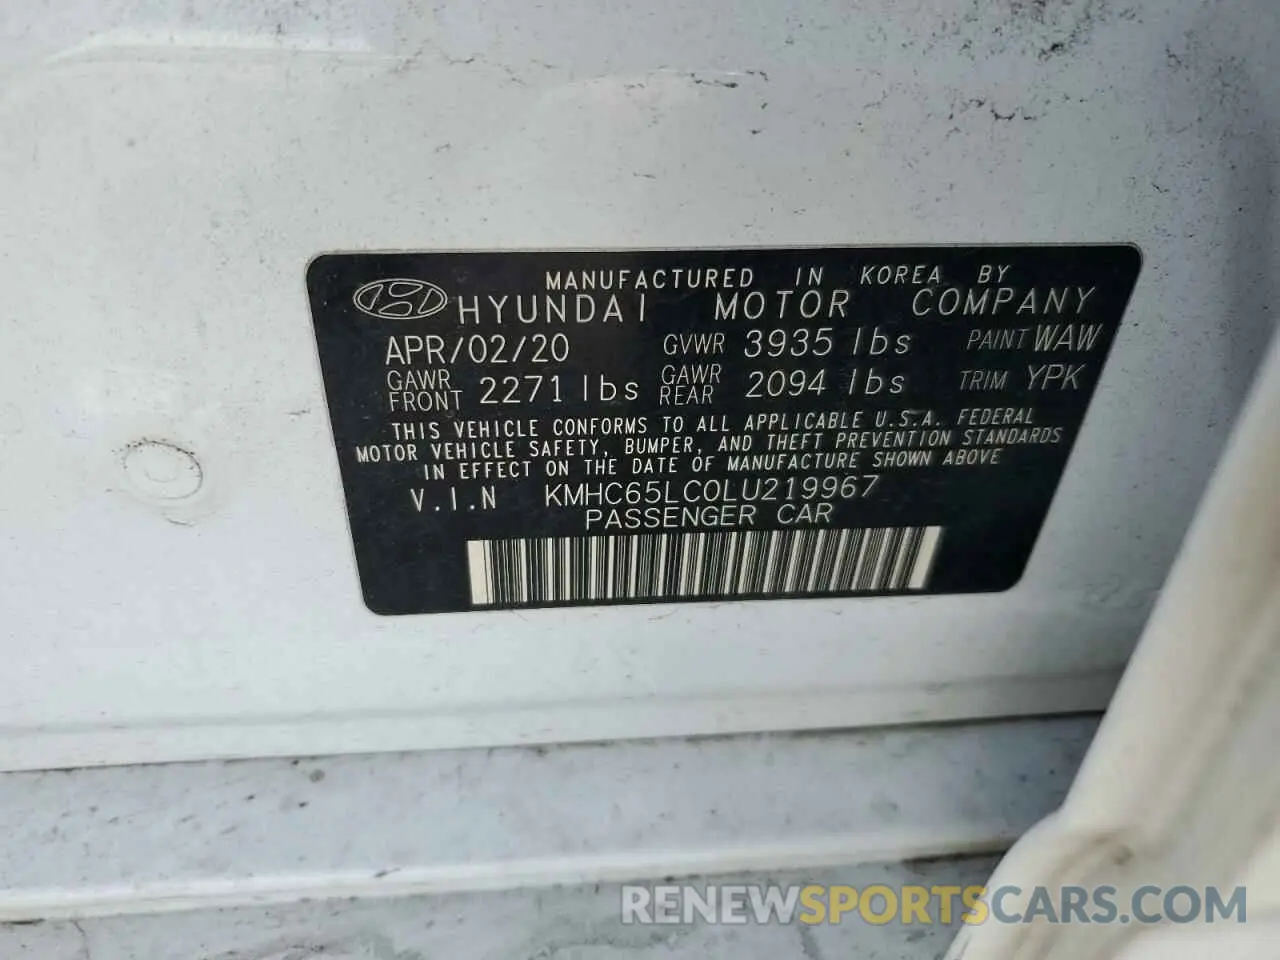 MANUFACTURED IN KOREA BY
HYUNDAI MOTOR COMPANY
APR/02/20 GVWR 3935 lbs PAINT WAW
GAWR FRONT 2271 lbs GAWR REAR 2094 lbs TRIM YPK
THIS VEHICLE CONFORMS TO ALL APPLICABLE U.S.A. FEDERAL
MOTOR VEHICLE SAFETY, BUMPER, AND THEFT PREVENTION STANDARDS
IN EFFECT ON THE DATE OF MANUFACTURE SHOWN ABOVE
V.I.N KMHC65LC0LU219967
PASSENGER CAR
RENEWSPORTSCARS.COM